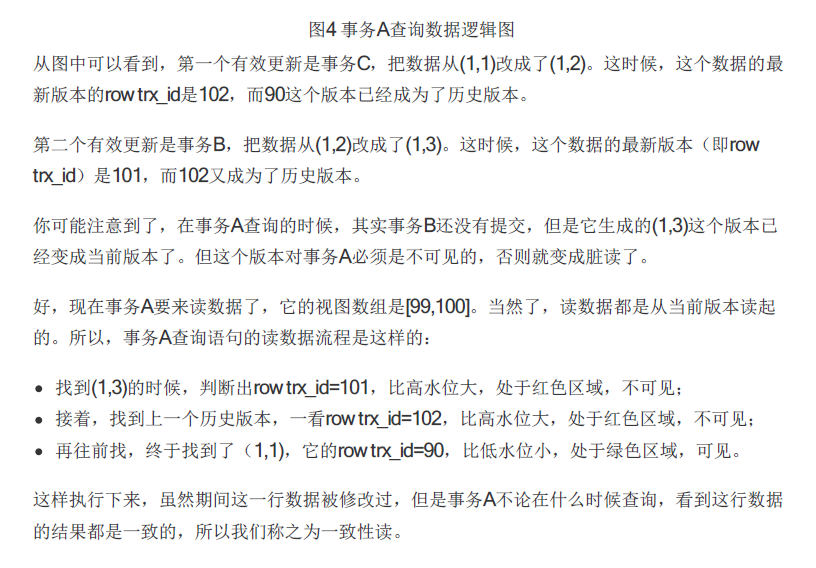 图4 事务A查询数据逻辑图
从图中可以看到，第一个有效更新是事务C，把数据从(1,1)改成了(1,2)。这时候，这个数据的最
新版本的row trx_id是102，而90这个版本已经成为了历史版本。
第二个有效更新是事务B，把数据从(1,2)改成了(1,3)。这时候，这个数据的最新版本（即row
trx_id）是101，而102又成为了历史版本。
你可能注意到了，在事务A查询的时候，其实事务B还没有提交，但是它生成的(1,3)这个版本已
经变成当前版本了。但这个版本对事务A必须是不可见的，否则就变成脏读了。
好，现在事务A要来读数据了，它的视图数组是[99,100]。当然了，读数据都是从当前版本读起
的。所以，事务A查询语句的读数据流程是这样的：
• 找到(1,3)的时候，判断出row trx_id=101，比高水位大，处于红色区域，不可见；
• 接着，找到上一个历史版本，一看row trx_id=102，比高水位大，处于红色区域，不可见；
• 再往前找，终于找到了（1,1)，它的row trx_id=90，比低水位小，处于绿色区域，可见。
这样执行下来，虽然期间这一行数据被修改过，但是事务A不论在什么时候查询，看到这行数据
的结果都是一致的，所以我们称之为一致性读。